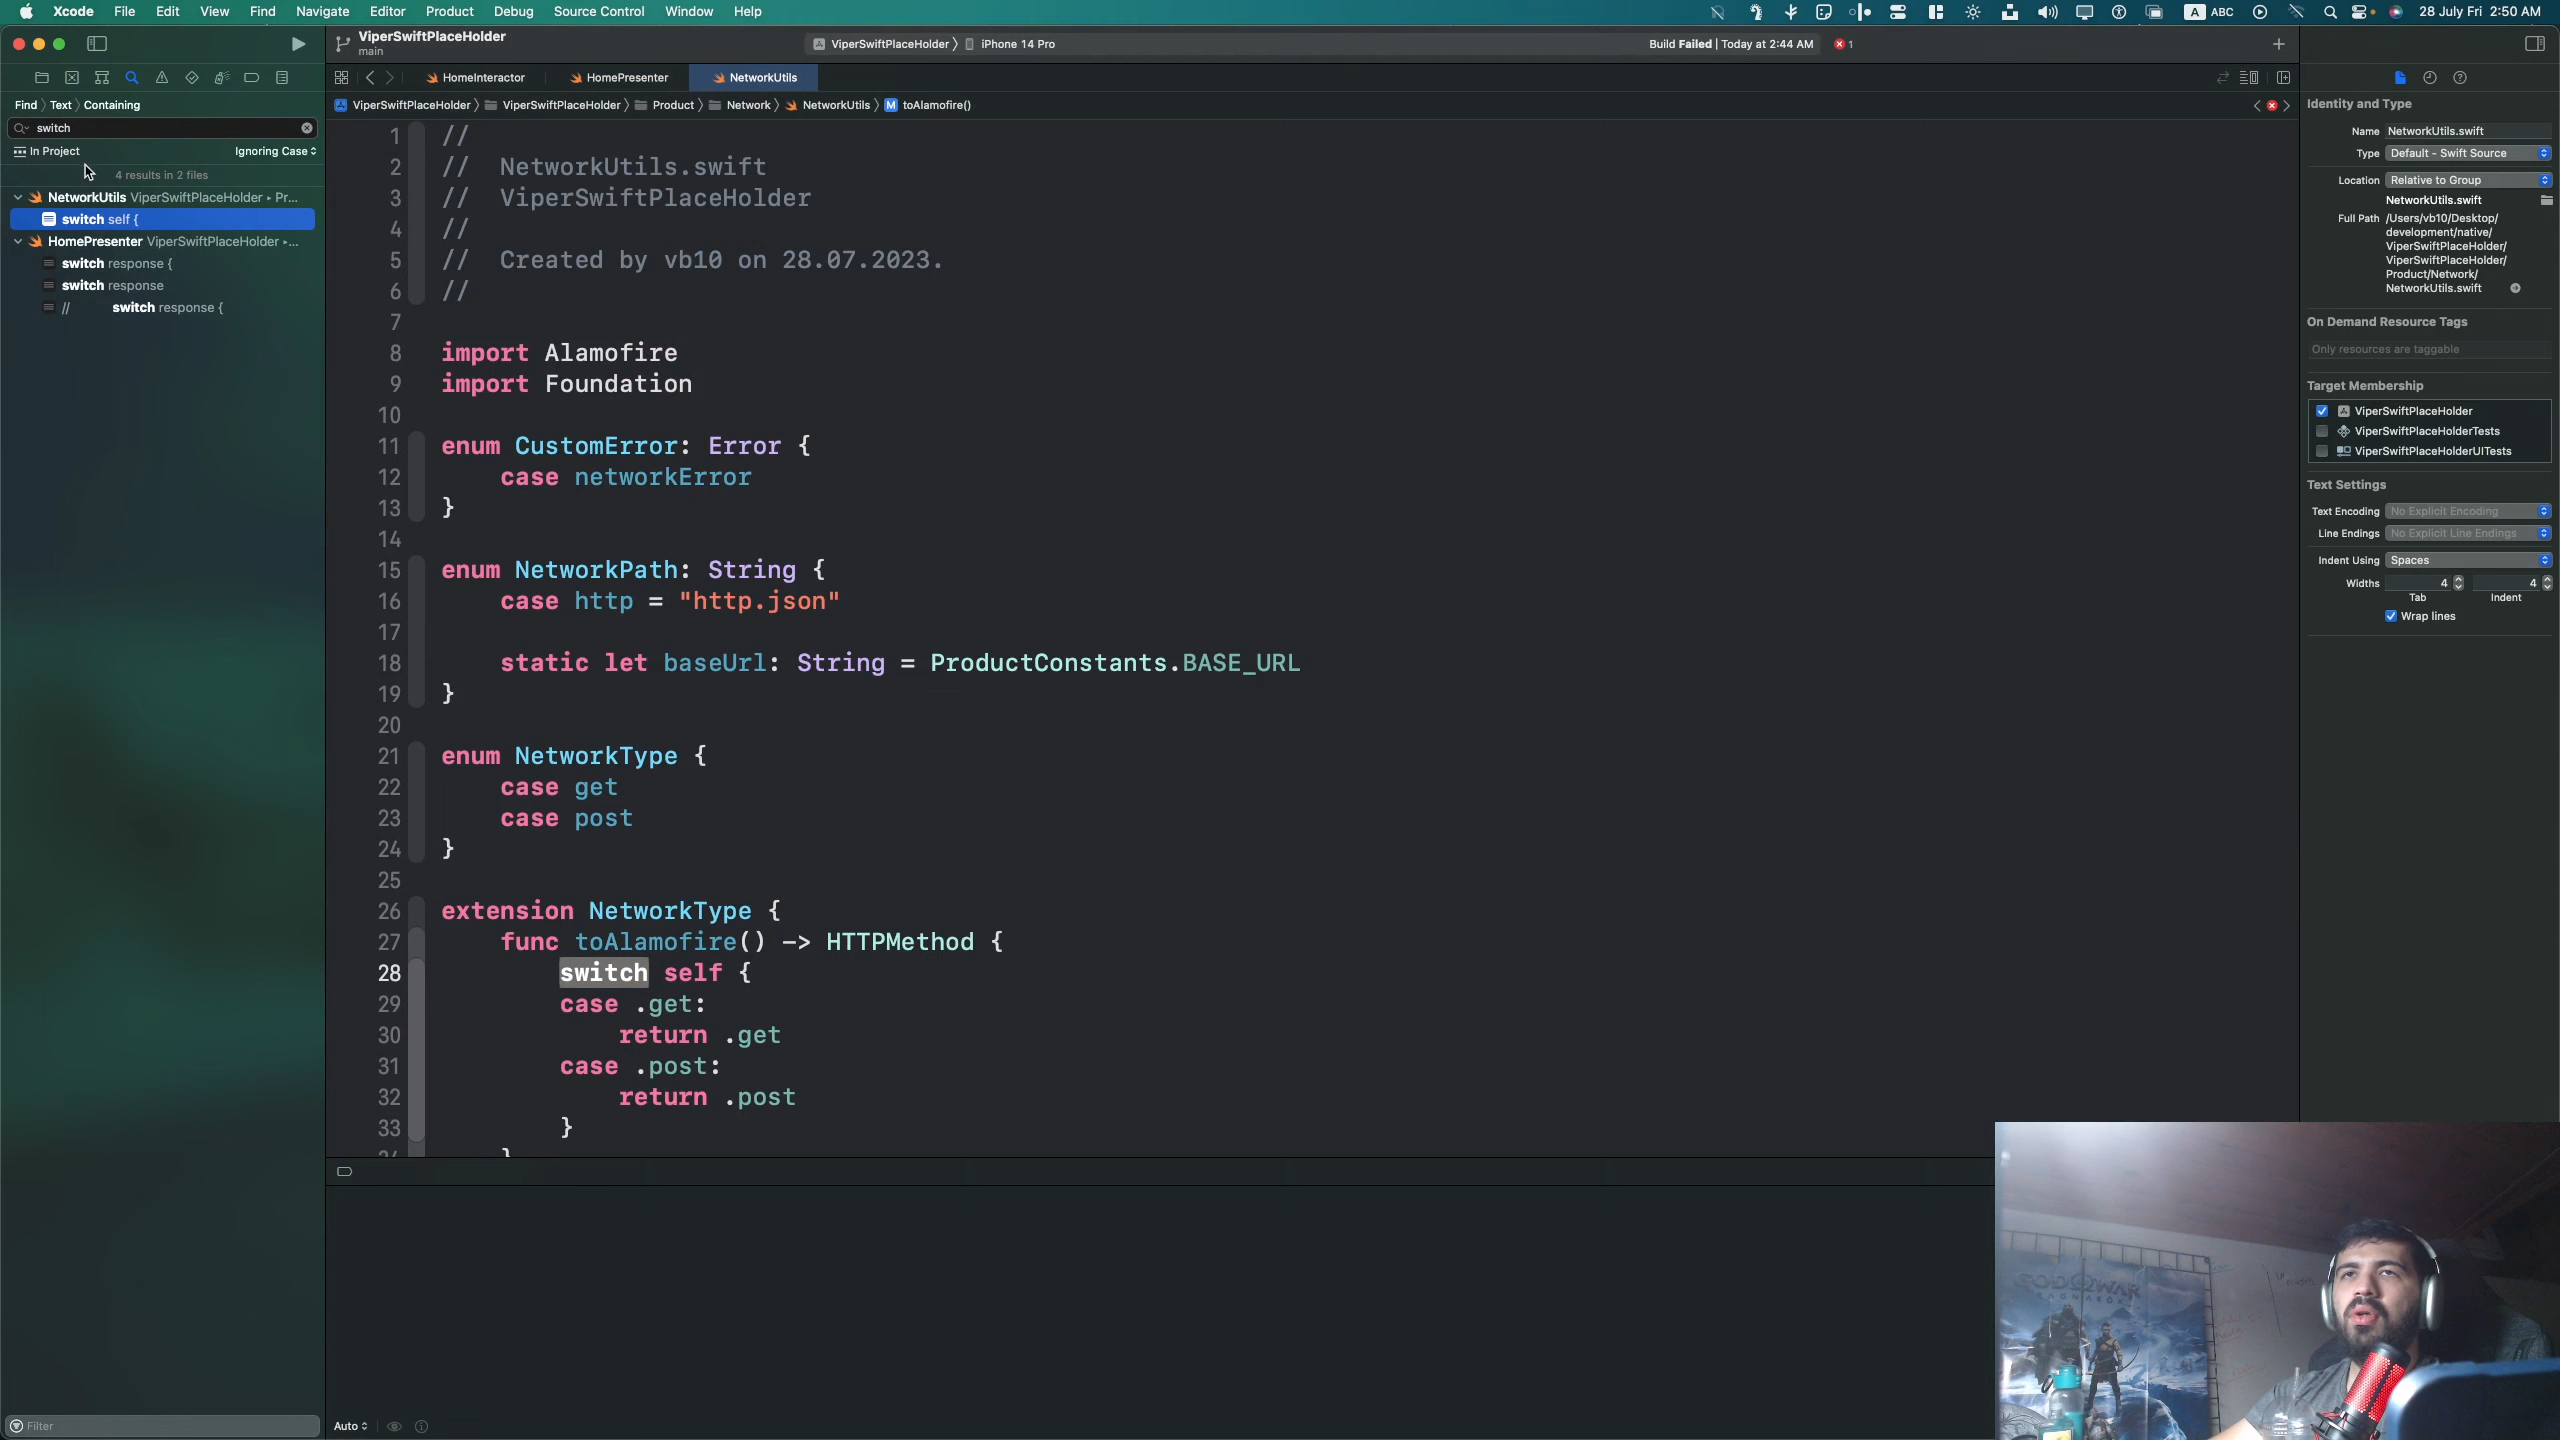 Xcode File Edit View Find Navigate Editor Product Debug Source Control Window Help
A ABC 28 July Fri 2:50 AM
ViperSwiftPlaceHolder
main
ViperSwiftPlaceHolder iPhone 14 Pro
Build Failed | Today at 2:44 AM 1
HomeInteractor HomePresenter NetworkUtils
Find Text Containing
switch
In Project Ignoring Case
4 results in 2 files
NetworkUtils ViperSwiftPlaceHolder ▸ Pr...
switch self {
HomePresenter ViperSwiftPlaceHolder ▸...
switch response {
switch response
// switch response {
Filter
ViperSwiftPlaceHolder ViperSwiftPlaceHolder Product Network NetworkUtils M toAlamofire()
1 //
2 // NetworkUtils.swift
3 // ViperSwiftPlaceHolder
4 //
5 // Created by vb10 on 28.07.2023.
6 //
7
8 import Alamofire
9 import Foundation
10
11 enum CustomError: Error {
12 case networkError
13 }
14
15 enum NetworkPath: String {
16 case http = "http.json"
17
18 static let baseUrl: String = ProductConstants.BASE_URL
19 }
20
21 enum NetworkType {
22 case get
23 case post
24 }
25
26 extension NetworkType {
27 func toAlamofire() -> HTTPMethod {
28 switch self {
29 case .get:
30 return .get
31 case .post:
32 return .post
33 }
34 }
Auto
Identity and Type
Name NetworkUtils.swift
Type Default - Swift Source
Location Relative to Group
NetworkUtils.swift
Full Path /Users/vb10/Desktop/
development/native/
ViperSwiftPlaceHolder/
ViperSwiftPlaceHolder/
Product/Network/
NetworkUtils.swift
On Demand Resource Tags
Only resources are taggable
Target Membership
ViperSwiftPlaceHolder
ViperSwiftPlaceHolderTests
ViperSwiftPlaceHolderUITests
Text Settings
Text Encoding No Explicit Encoding
Line Endings No Explicit Line Endings
Indent Using Spaces
Widths 4 4
Tab Indent
Wrap lines
GOD OF WAR
RAGNARÖK